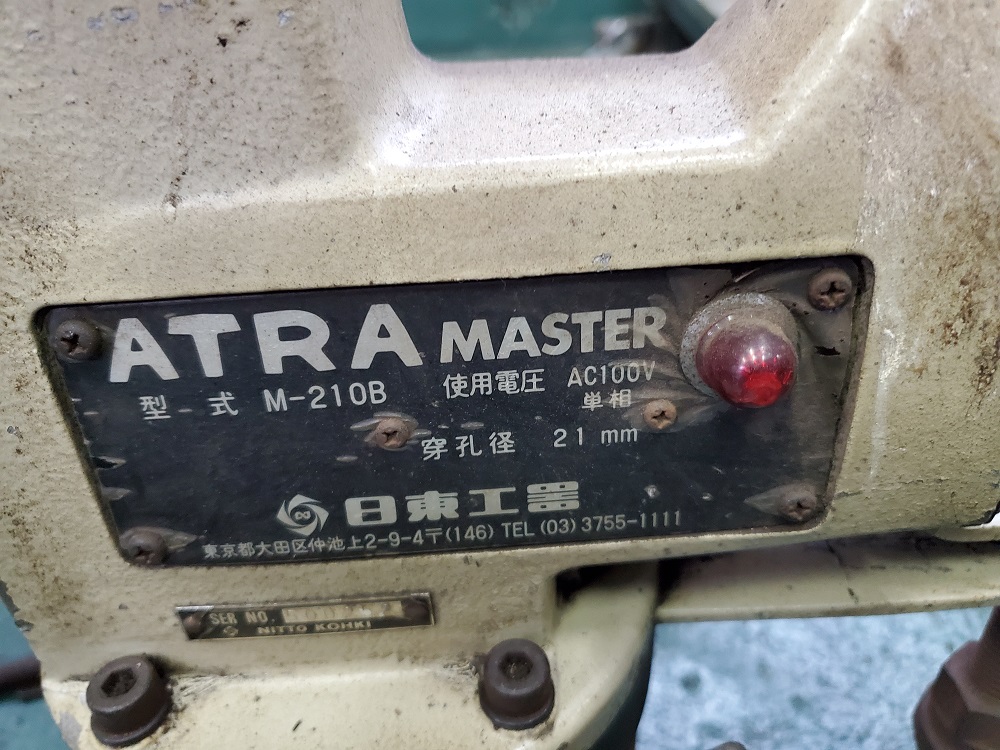 ATRA MASTER
型式 M-210B 使用電圧 AC100V
単相
穿孔径 21mm
日東工器
東京都大田区仲池上2-9-4〒(146) TEL (03) 3755-1111
SER NO.
NITTO KOHKI